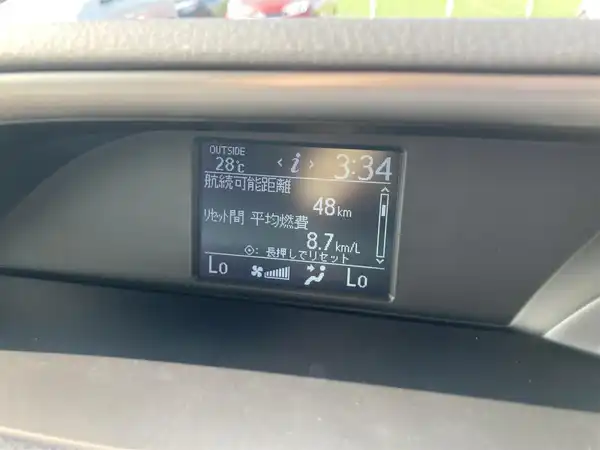 OUTSIDE
28℃ ‹ i › 3:34
航続可能距離
48km
リセット間 平均燃費
8.7km/L
⊙: 長押しでリセット
Lo Lo